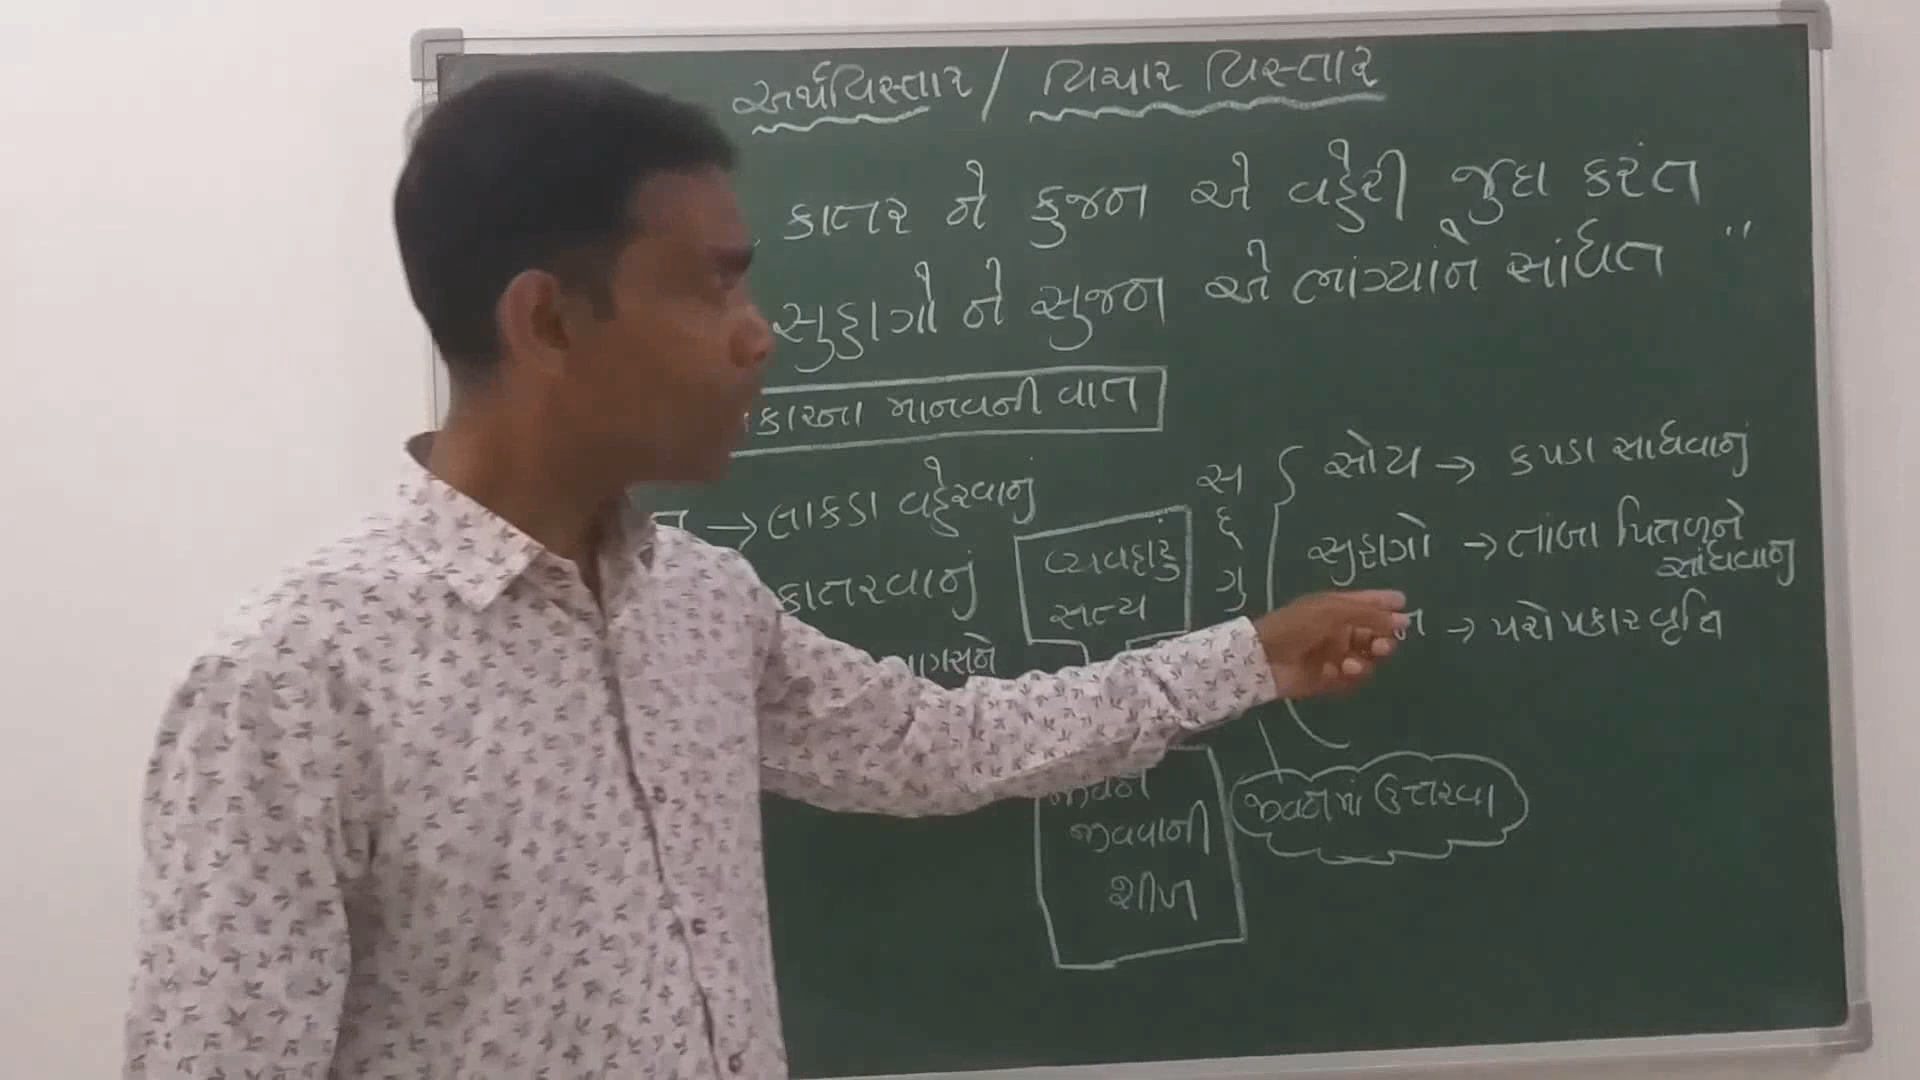 અર્થવિસ્તાર / વિચાર વિસ્તાર
કાતર ને કુજન એ વહેરી જુદા કરંત
સુહાગો ને સુજન એ ભાંગ્યાને સાંધંત "
કારના માનવની વાત
→ લાકડા વહેરવાનું
કાતરવાનું
વ્યવહારુ
સત્ય
સ
દ્
ગુ
સોય → કપડા સાધવાનું
સુહાગો → તાંબા પિતળને
સાંધવાનુ
ન → પરોપકાર વૃત્તિ
જીવન
જીવવાની
શીખ
જીવનમાં ઉતારવા